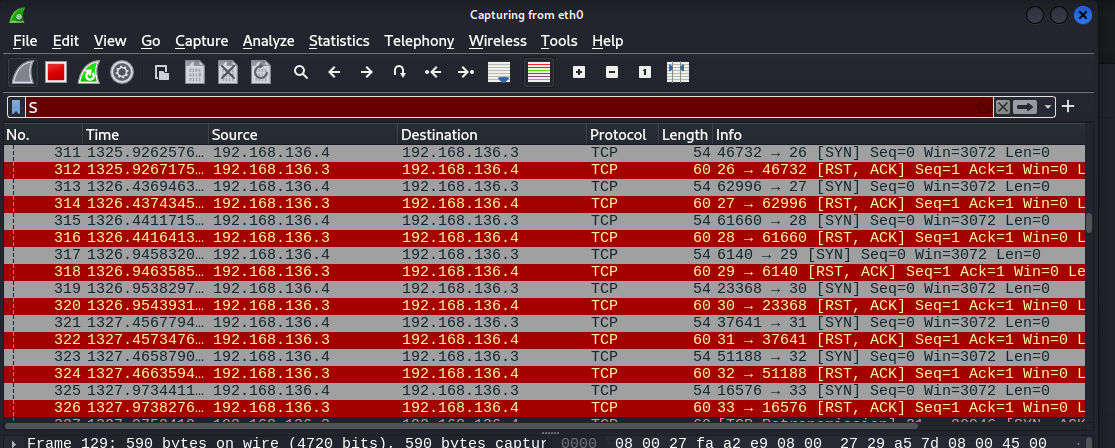 Capturing from eth0
File Edit View Go Capture Analyze Statistics Telephony Wireless Tools Help
S
No. Time Source Destination Protocol Length Info
311 1325.9262576… 192.168.136.4 192.168.136.3 TCP 54 46732 → 26 [SYN] Seq=0 Win=3072 Len=0
312 1325.9267175… 192.168.136.3 192.168.136.4 TCP 60 26 → 46732 [RST, ACK] Seq=1 Ack=1 Win=0 L
313 1326.4369463… 192.168.136.4 192.168.136.3 TCP 54 62996 → 27 [SYN] Seq=0 Win=3072 Len=0
314 1326.4374345… 192.168.136.3 192.168.136.4 TCP 60 27 → 62996 [RST, ACK] Seq=1 Ack=1 Win=0 L
315 1326.4411715… 192.168.136.4 192.168.136.3 TCP 54 61660 → 28 [SYN] Seq=0 Win=3072 Len=0
316 1326.4416413… 192.168.136.3 192.168.136.4 TCP 60 28 → 61660 [RST, ACK] Seq=1 Ack=1 Win=0 L
317 1326.9458320… 192.168.136.4 192.168.136.3 TCP 54 6140 → 29 [SYN] Seq=0 Win=3072 Len=0
318 1326.9463585… 192.168.136.3 192.168.136.4 TCP 60 29 → 6140 [RST, ACK] Seq=1 Ack=1 Win=0 Le
319 1326.9538297… 192.168.136.4 192.168.136.3 TCP 54 23368 → 30 [SYN] Seq=0 Win=3072 Len=0
320 1326.9543931… 192.168.136.3 192.168.136.4 TCP 60 30 → 23368 [RST, ACK] Seq=1 Ack=1 Win=0 L
321 1327.4567794… 192.168.136.4 192.168.136.3 TCP 54 37641 → 31 [SYN] Seq=0 Win=3072 Len=0
322 1327.4573476… 192.168.136.3 192.168.136.4 TCP 60 31 → 37641 [RST, ACK] Seq=1 Ack=1 Win=0 L
323 1327.4658790… 192.168.136.4 192.168.136.3 TCP 54 51188 → 32 [SYN] Seq=0 Win=3072 Len=0
324 1327.4663594… 192.168.136.3 192.168.136.4 TCP 60 32 → 51188 [RST, ACK] Seq=1 Ack=1 Win=0 L
325 1327.9734411… 192.168.136.4 192.168.136.3 TCP 54 16576 → 33 [SYN] Seq=0 Win=3072 Len=0
326 1327.9738276… 192.168.136.3 192.168.136.4 TCP 60 33 → 16576 [RST, ACK] Seq=1 Ack=1 Win=0 L
Frame 129: 590 bytes on wire (4720 bits), 590 bytes captur 0000 08 00 27 fa a2 e9 08 00 27 29 a5 7d 08 00 45 00